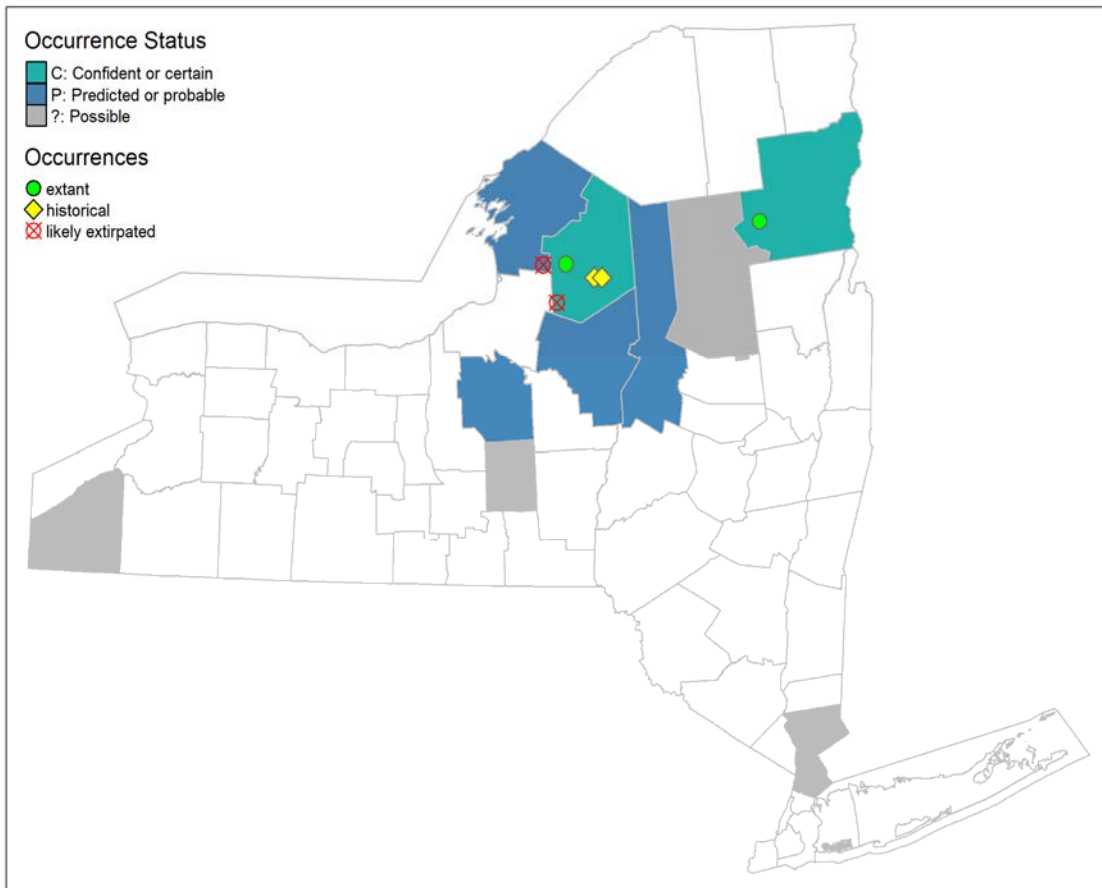 Occurrence Status
C: Confident or certain
P: Predicted or probable
?: Possible
Occurrences
extant
historical
likely extirpated